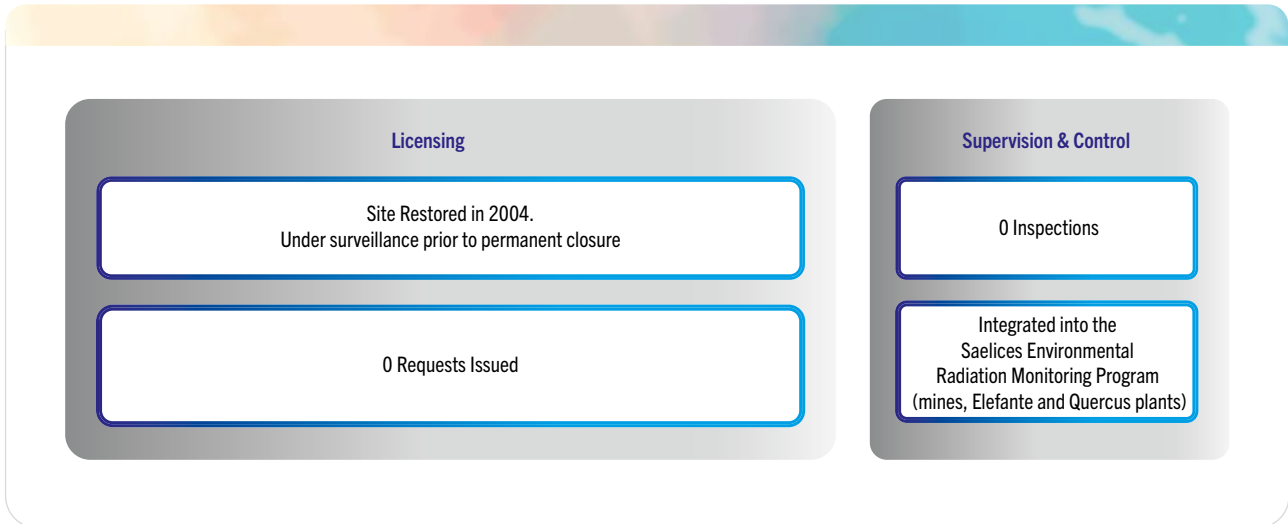 Licensing
Site Restored in 2004.
Under surveillance prior to permanent closure
0 Requests Issued
Supervision & Control
0 Inspections
Integrated into the
Saelices Environmental
Radiation Monitoring Program
(mines, Elefante and Quercus plants)